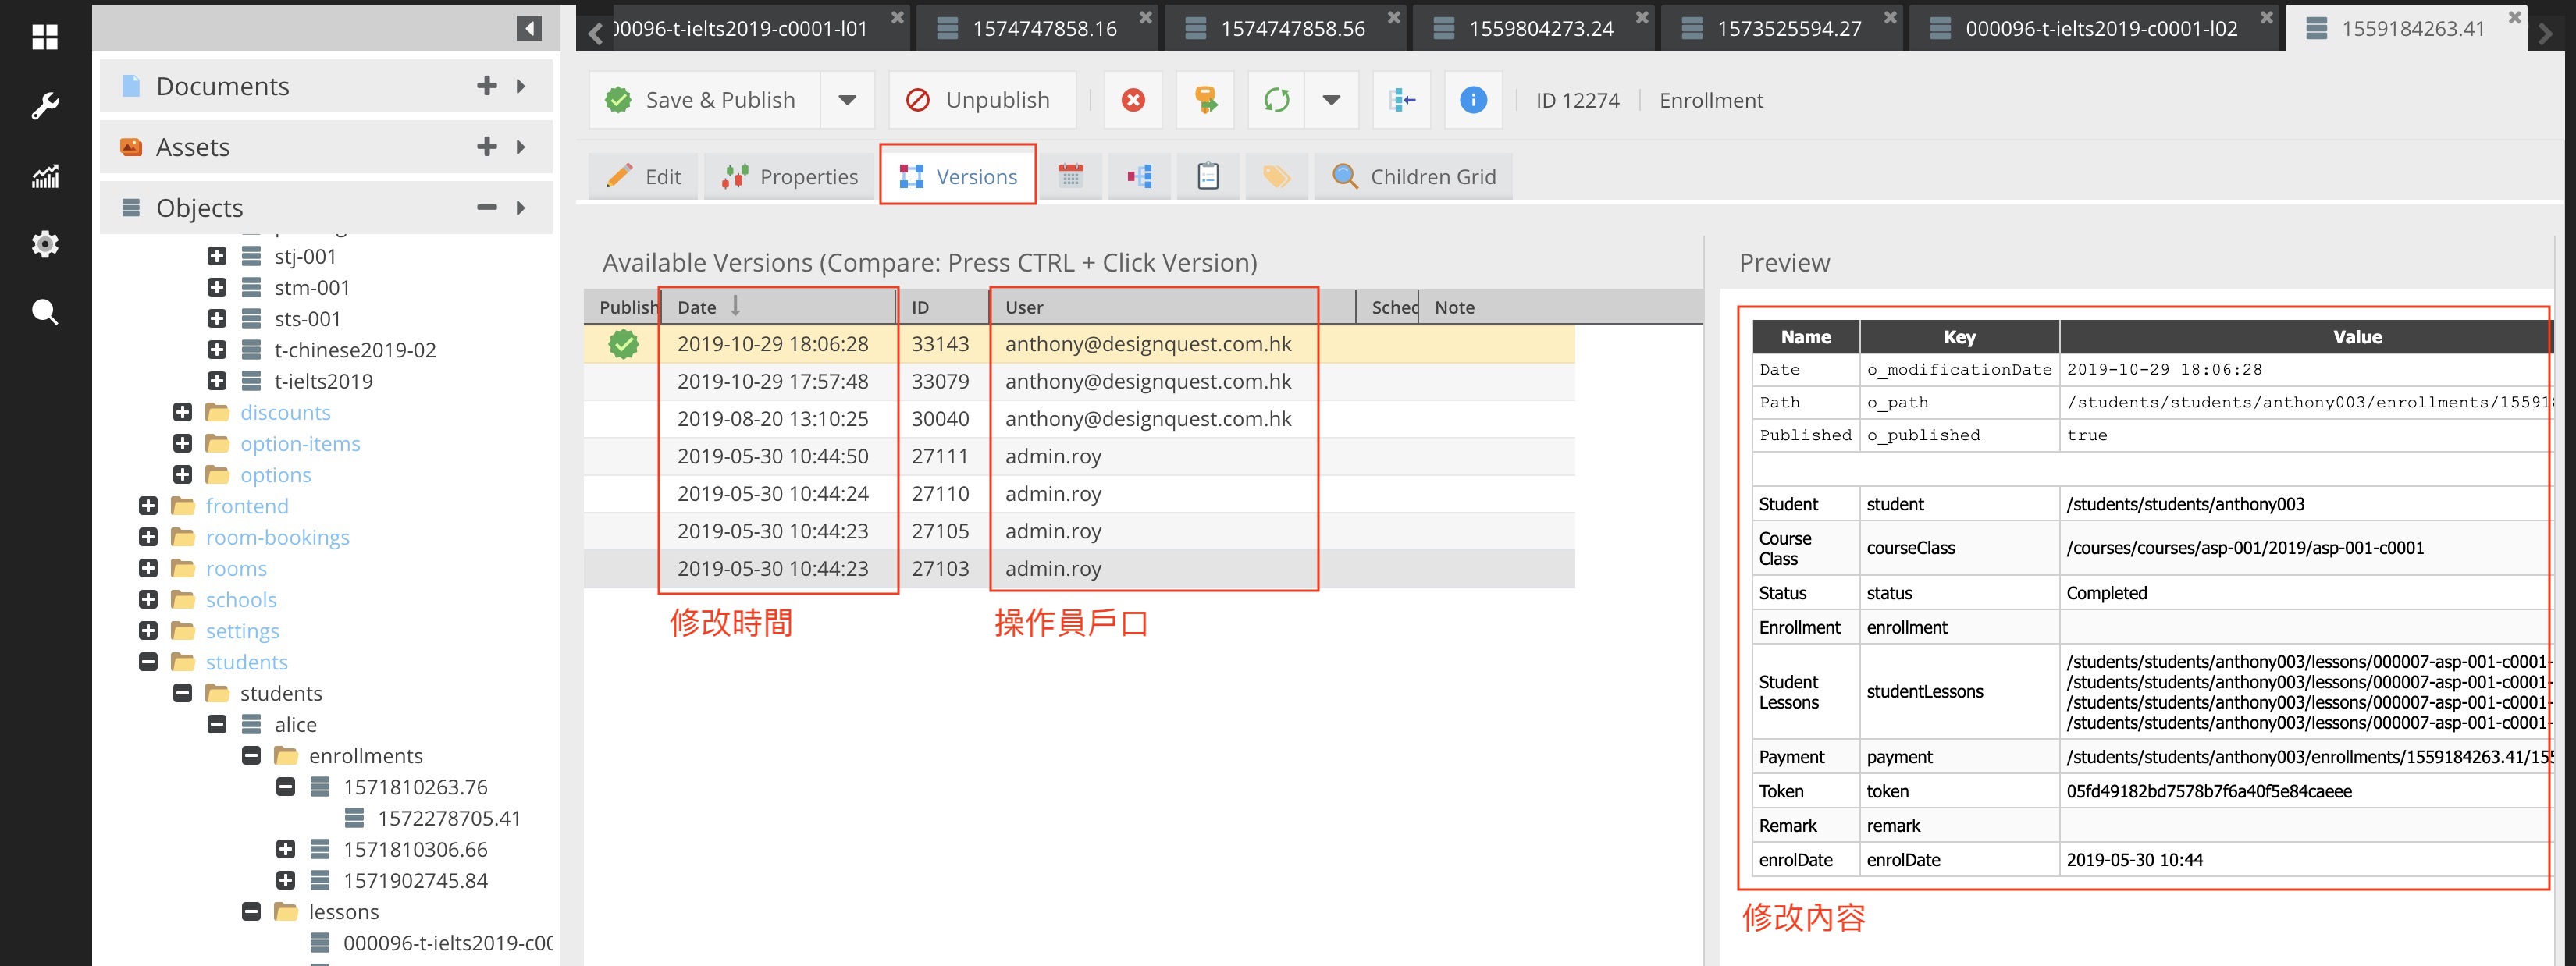 00096-t-ielts2019-c0001-l01
1574747858.16
1574747858.56
1559804273.24
1573525594.27
000096-t-ielts2019-c0001-l02
1559184263.41
Documents
Assets
Objects
stj-001
stm-001
sts-001
t-chinese2019-02
t-ielts2019
discounts
option-items
options
frontend
room-bookings
rooms
schools
settings
students
students
alice
enrollments
1571810263.76
1572278705.41
1571810306.66
1571902745.84
lessons
000096-t-ielts2019-c00
Save & Publish
Unpublish
ID 12274
Enrollment
Edit
Properties
Versions
Children Grid
Available Versions (Compare: Press CTRL + Click Version)
Publish Date ID User Sched Note
2019-10-29 18:06:28 33143 anthony@designquest.com.hk
2019-10-29 17:57:48 33079 anthony@designquest.com.hk
2019-08-20 13:10:25 30040 anthony@designquest.com.hk
2019-05-30 10:44:50 27111 admin.roy
2019-05-30 10:44:24 27110 admin.roy
2019-05-30 10:44:23 27105 admin.roy
2019-05-30 10:44:23 27103 admin.roy
修改時間
操作員戶口
Preview
Name Key Value
Date o_modificationDate 2019-10-29 18:06:28
Path o_path /students/students/anthony003/enrollments/15591
Published o_published true
Student student /students/students/anthony003
Course Class courseClass /courses/courses/asp-001/2019/asp-001-c0001
Status status Completed
Enrollment enrollment
Student Lessons studentLessons /students/students/anthony003/lessons/000007-asp-001-c0001-
/students/students/anthony003/lessons/000007-asp-001-c0001-
/students/students/anthony003/lessons/000007-asp-001-c0001-
/students/students/anthony003/lessons/000007-asp-001-c0001-
Payment payment /students/students/anthony003/enrollments/1559184263.41/155
Token token 05fd49182bd7578b7f6a40f5e84caeee
Remark remark
enrolDate enrolDate 2019-05-30 10:44
修改內容